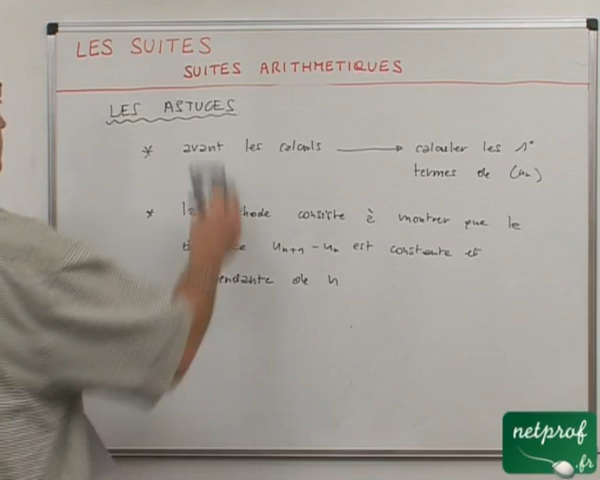 LES SUITES
SUITES ARITHMETIQUES
LES ASTUCES
* avant les calculs → calculer les 1°
termes de (un)
* hode consiste à montrer que le
un+1 - un est constante et
endante de n
netprof
.fr